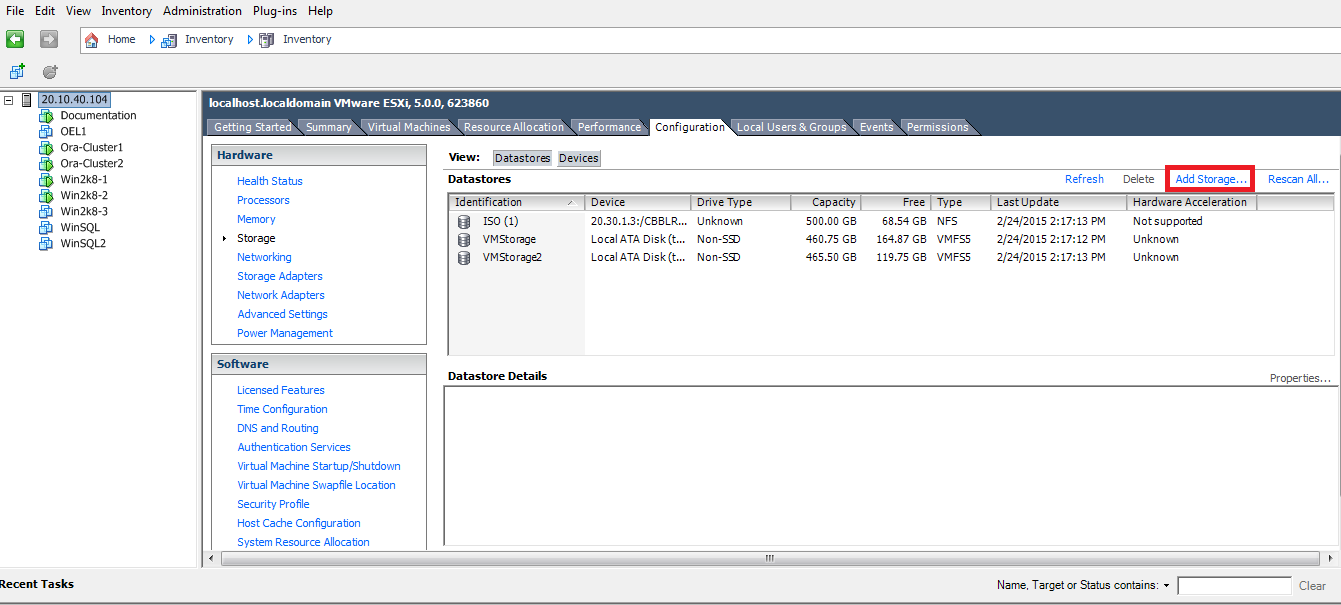 File Edit View Inventory Administration Plug-ins Help
Home Inventory Inventory
20.10.40.104
Documentation
OEL1
Ora-Cluster1
Ora-Cluster2
Win2k8-1
Win2k8-2
Win2k8-3
WinSQL
WinSQL2
localhost.localdomain VMware ESXi, 5.0.0, 623860
Getting Started Summary Virtual Machines Resource Allocation Performance Configuration Local Users & Groups Events Permissions
Hardware
Health Status
Processors
Memory
Storage
Networking
Storage Adapters
Network Adapters
Advanced Settings
Power Management
Software
Licensed Features
Time Configuration
DNS and Routing
Authentication Services
Virtual Machine Startup/Shutdown
Virtual Machine Swapfile Location
Security Profile
Host Cache Configuration
System Resource Allocation
View: Datastores Devices
Datastores Refresh Delete Add Storage... Rescan All...
Identification Device Drive Type Capacity Free Type Last Update Hardware Acceleration
ISO (1) 20.30.1.3:/CBBLR... Unknown 500.00 GB 68.54 GB NFS 2/24/2015 2:17:13 PM Not supported
VMStorage Local ATA Disk (t... Non-SSD 460.75 GB 164.87 GB VMFS5 2/24/2015 2:17:12 PM Unknown
VMStorage2 Local ATA Disk (t... Non-SSD 465.50 GB 119.75 GB VMFS5 2/24/2015 2:17:13 PM Unknown
Datastore Details Properties...
Recent Tasks Name, Target or Status contains: Clear